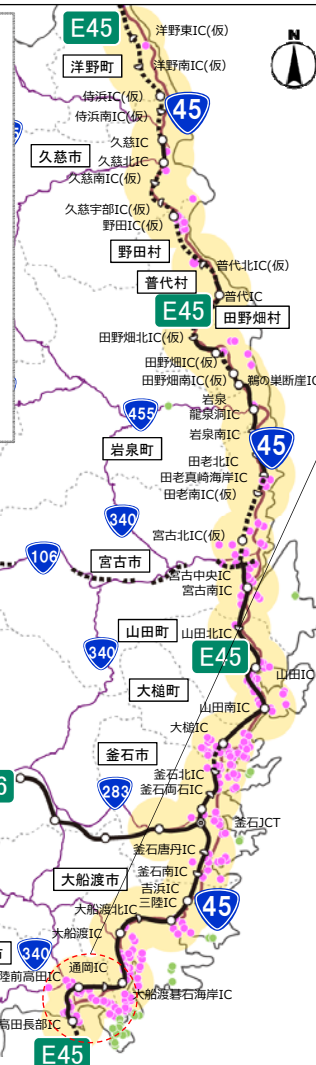 E45
洋野東IC(仮)
N
洋野町
洋野南IC(仮)
侍浜IC(仮)
45
侍浜南IC(仮)
久慈IC
久慈市
久慈北IC
久慈南IC(仮)
久慈宇部IC(仮)
野田IC(仮)
野田村
普代北IC(仮)
普代村
普代IC
E45
田野畑村
田野畑北IC(仮)
田野畑IC(仮)
田野畑南IC(仮)
鵜の巣断崖IC
岩泉
龍泉洞IC
455
岩泉南IC
45
岩泉町
田老北IC
田老真崎海岸IC
田老南IC(仮)
340
宮古北IC(仮)
106
宮古市
宮古中央IC
宮古南IC
山田町
山田北IC
340
E45
山田IC
大槌町
山田南IC
大槌IC
釜石市
釜石北IC
釜石両石IC
6
283
釜石JCT
釜石唐丹IC
釜石南IC
大船渡市
吉浜IC
三陸IC
大船渡北IC
45
大船渡IC
市
340
通岡IC
陸前高田IC
大船渡碁石海岸IC
高田長部IC
E45